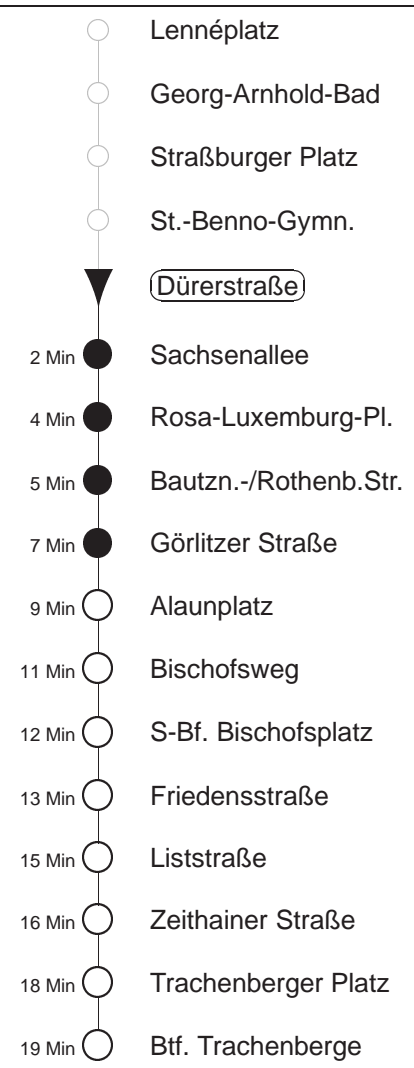 Lennéplatz
Georg-Arnhold-Bad
Straßburger Platz
St.-Benno-Gymn.
Dürerstraße
2 Min Sachsenallee
4 Min Rosa-Luxemburg-Pl.
5 Min Bautzn.-/Rothenb.Str.
7 Min Görlitzer Straße
9 Min Alaunplatz
11 Min Bischofsweg
12 Min S-Bf. Bischofsplatz
13 Min Friedensstraße
15 Min Liststraße
16 Min Zeithainer Straße
18 Min Trachenberger Platz
19 Min Btf. Trachenberge